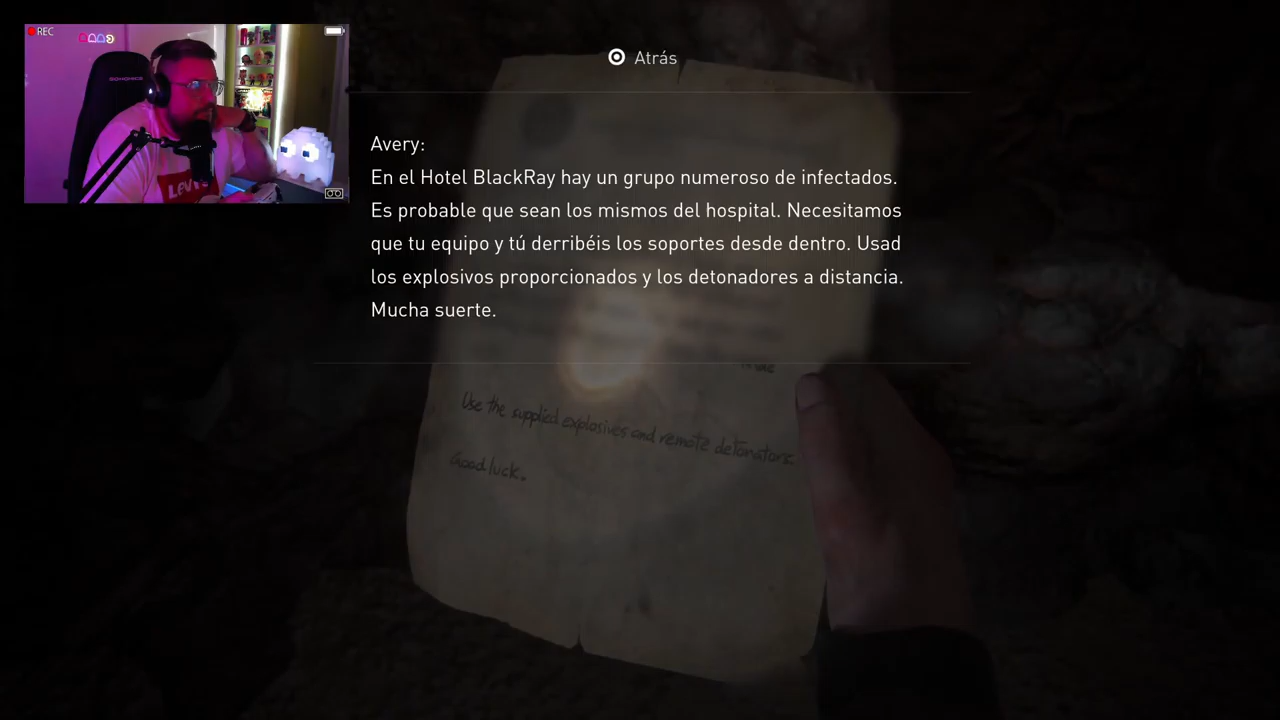 REC
Atrás
Avery:
En el Hotel BlackRay hay un grupo numeroso de infectados.
Es probable que sean los mismos del hospital. Necesitamos
que tu equipo y tú derribéis los soportes desde dentro. Usad
los explosivos proporcionados y los detonadores a distancia.
Mucha suerte.
Use the supplied explosives and remote detonators.
Good luck.